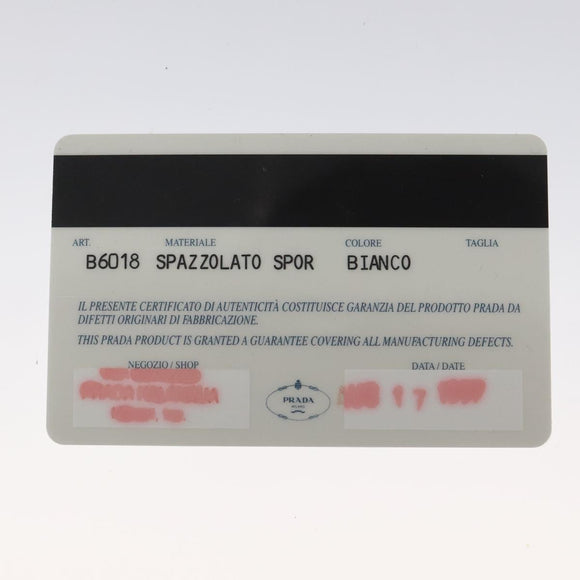 ART. MATERIALE COLORE TAGLIA
B6018 SPAZZOLATO SPOR BIANCO
IL PRESENTE CERTIFICATO DI AUTENTICITÀ COSTITUISCE GARANZIA DEL PRODOTTO PRADA DA
DIFETTI ORIGINARI DI FABBRICAZIONE.
THIS PRADA PRODUCT IS GRANTED A GUARANTEE COVERING ALL MANUFACTURING DEFECTS.
NEGOZIO / SHOP DATA / DATE
PRADA
MILANO
17